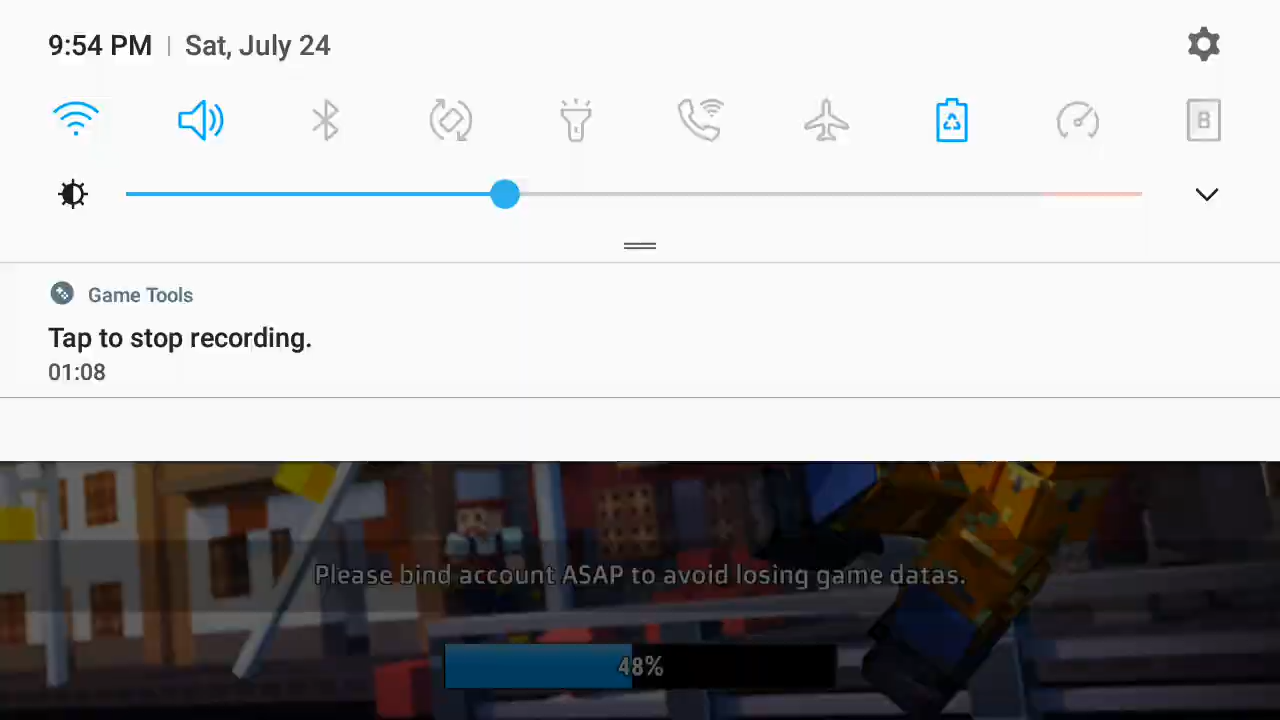 9:54 PM | Sat, July 24
B
Game Tools
Tap to stop recording.
01:08
Please bind account ASAP to avoid losing game datas.
48%